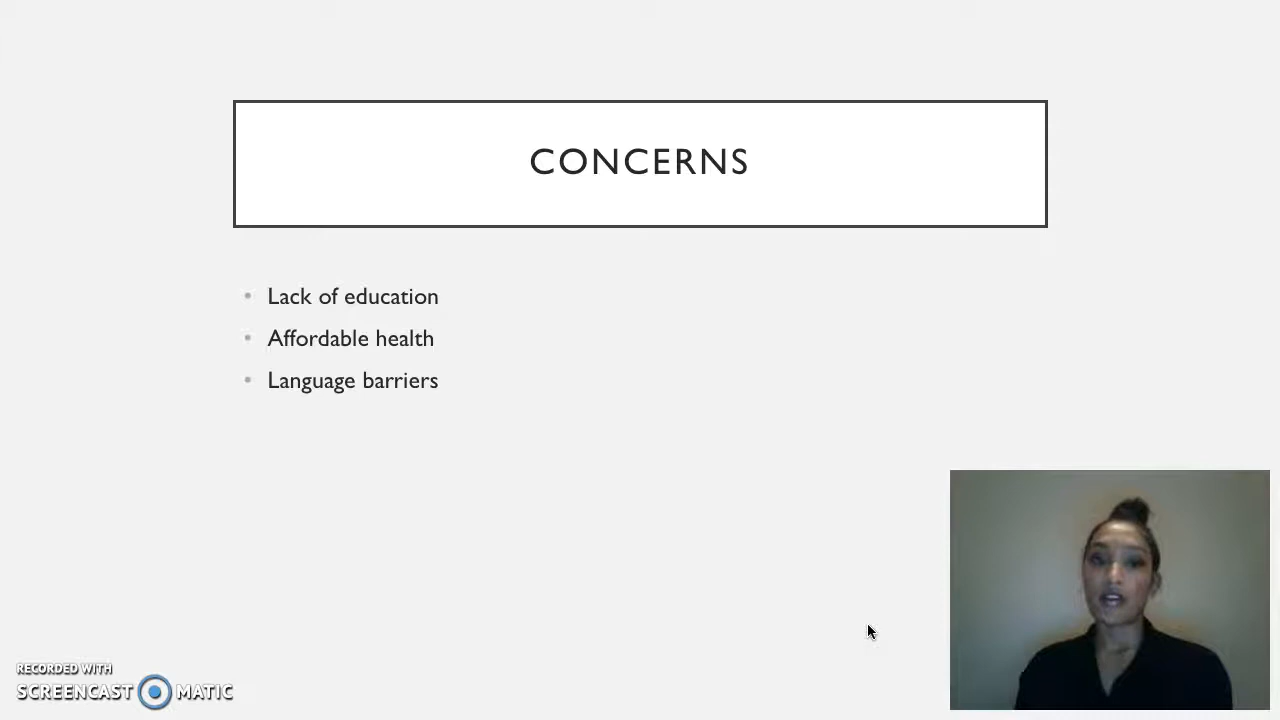 CONCERNS
• Lack of education
• Affordable health
• Language barriers
RECORDED WITH
SCREENCAST MATIC